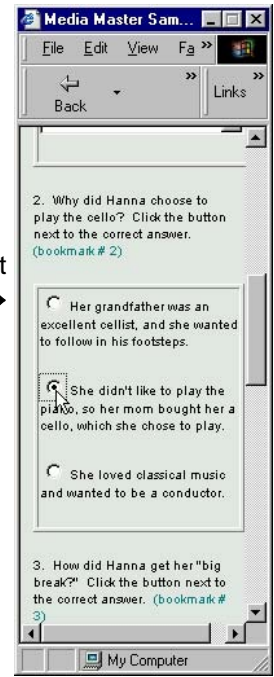 Media Master Sam...
File Edit View Fa »
Back
»
Links
»
2. Why did Hanna choose to
play the cello? Click the button
next to the correct answer.
(bookmark # 2)
t
Her grandfather was an
excellent cellist, and she wanted
to follow in his footsteps.
She didn't like to play the
piano, so her mom bought her a
cello, which she chose to play.
She loved classical music
and wanted to be a conductor.
3. How did Hanna get her "big
break?" Click the button next to
the correct answer. (bookmark #
3)
My Computer